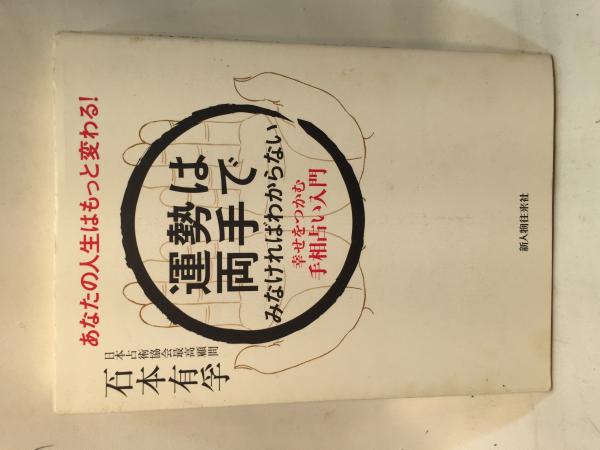 あなたの人生はもっと変わる!
運勢は
両手で
みなければわからない
幸せをつかむ
手相占い入門
日本占術協会最高顧問
石本有孚
新人物往来社